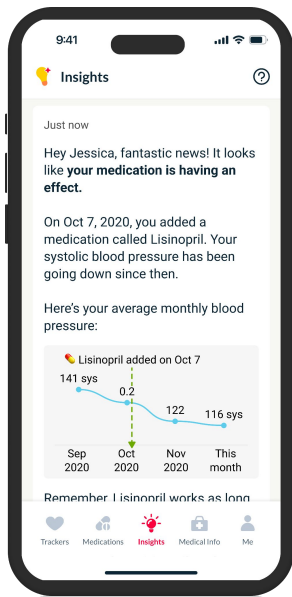 9:41
Insights
Just now
Hey Jessica, fantastic news! It looks
like your medication is having an
effect.
On Oct 7, 2020, you added a
medication called Lisinopril. Your
systolic blood pressure has been
going down since then.
Here's your average monthly blood
pressure:
Lisinopril added on Oct 7
141 sys
0.2
122
116 sys
Sep
2020
Oct
2020
Nov
2020
This
month
Remember, Lisinopril works as long
Trackers
Medications
Insights
Medical Info
Me